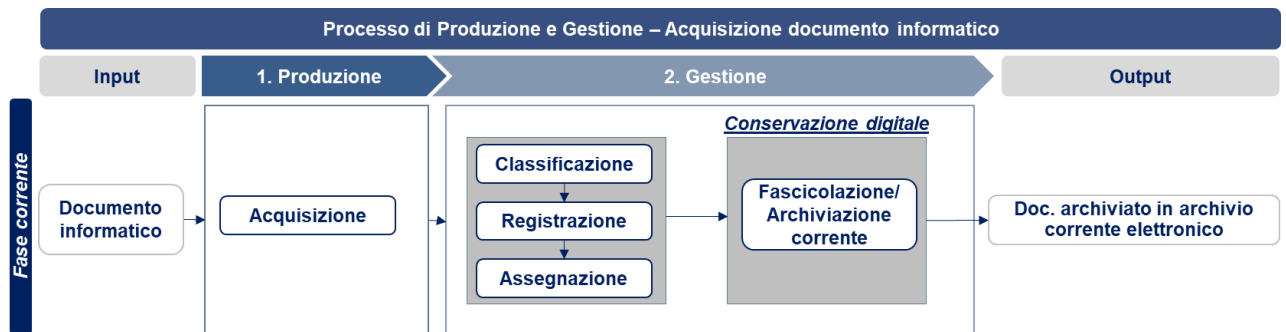 Processo di Produzione e Gestione – Acquisizione documento informatico
Input
1. Produzione
2. Gestione
Output
Fase corrente
Documento
informatico
Acquisizione
Classificazione
Registrazione
Assegnazione
Conservazione digitale
Fascicolazione/
Archiviazione
corrente
Doc. archiviato in archivio
corrente elettronico